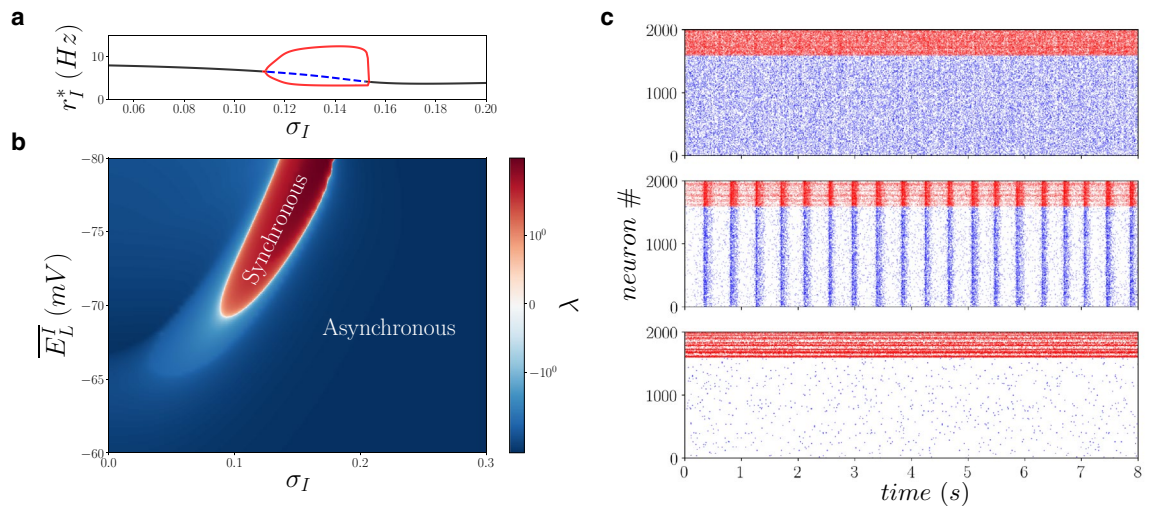 a
r_I^* (Hz)
10
0
0.06 0.08 0.10 0.12 0.14 0.16 0.18 0.20
σ_I
b
\overline{E_L^I} (mV)
−80
−75
−70
−65
−60
0.0 0.1 0.2 0.3
σ_I
Synchronous
Asynchronous
10^0
0
−10^0
λ
c
neuron #
2000
1000
0
2000
1000
0
2000
1000
0
0 1 2 3 4 5 6 7 8
time (s)